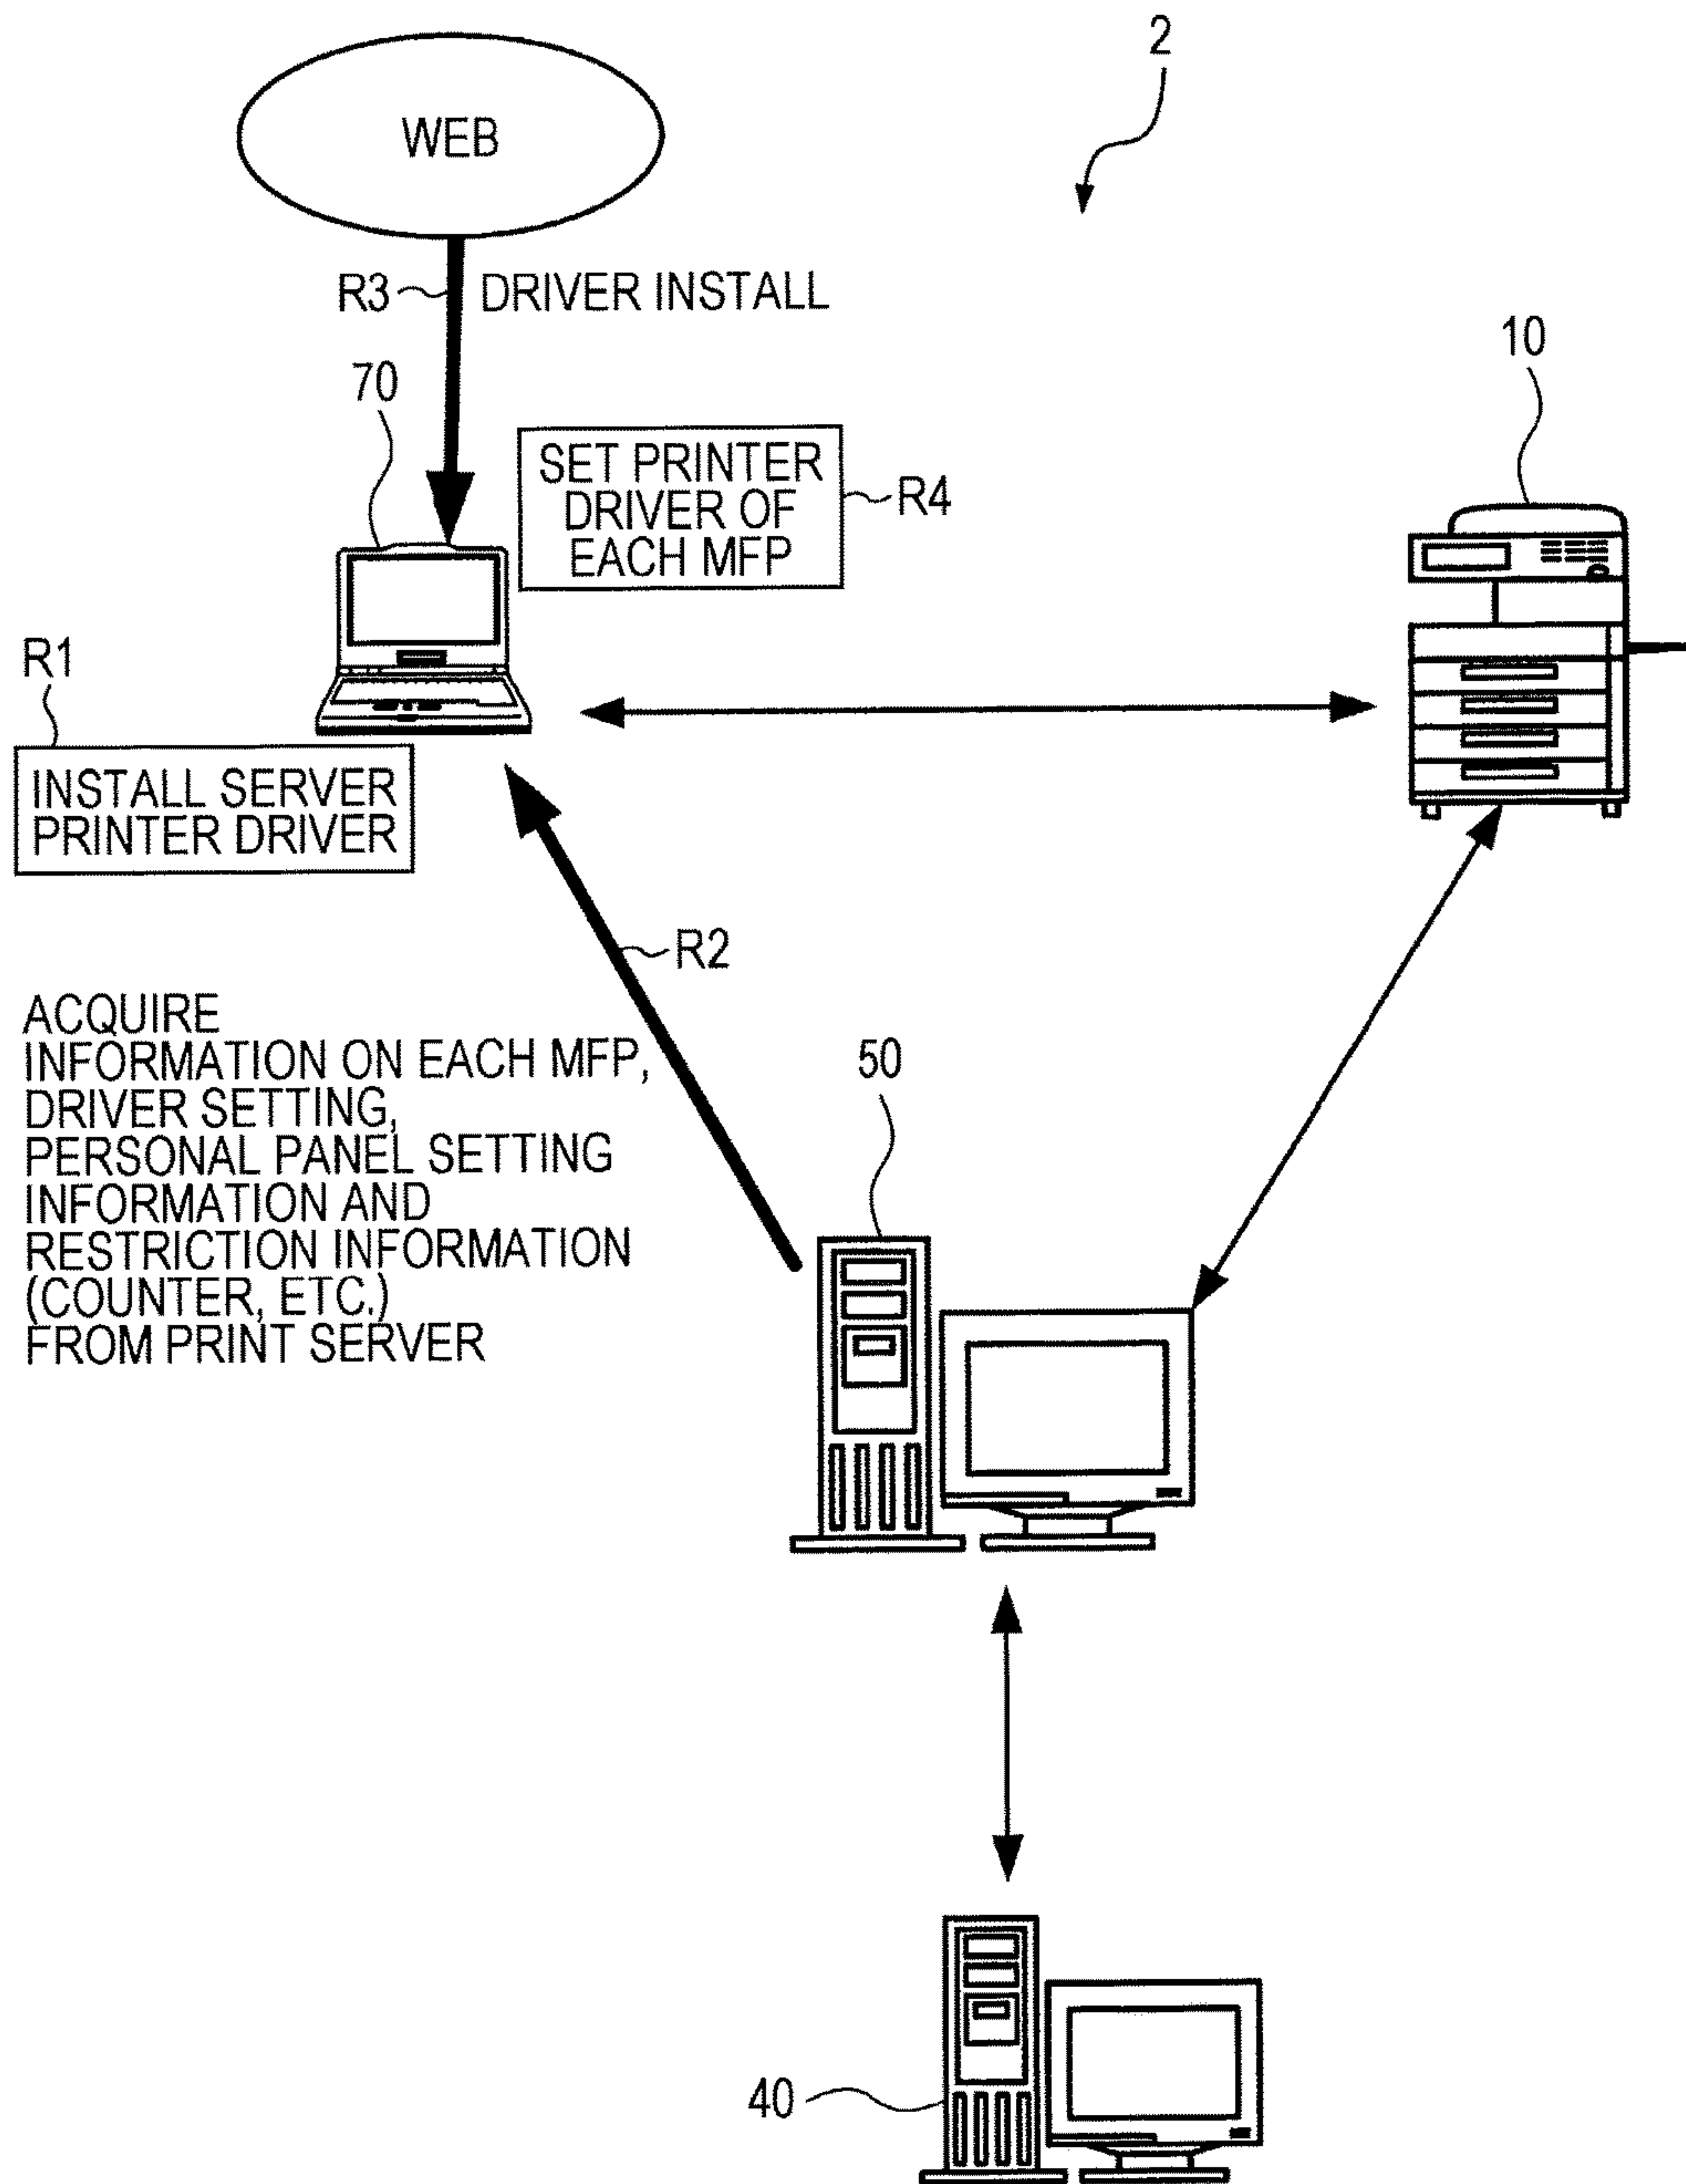 2
WEB
R3
DRIVER INSTALL
10
70
SET PRINTER
DRIVER OF
EACH MFP
R4
R1
INSTALL SERVER
PRINTER DRIVER
R2
ACQUIRE
INFORMATION ON EACH MFP,
DRIVER SETTING,
PERSONAL PANEL SETTING
INFORMATION AND
RESTRICTION INFORMATION
(COUNTER, ETC.)
FROM PRINT SERVER
50
40